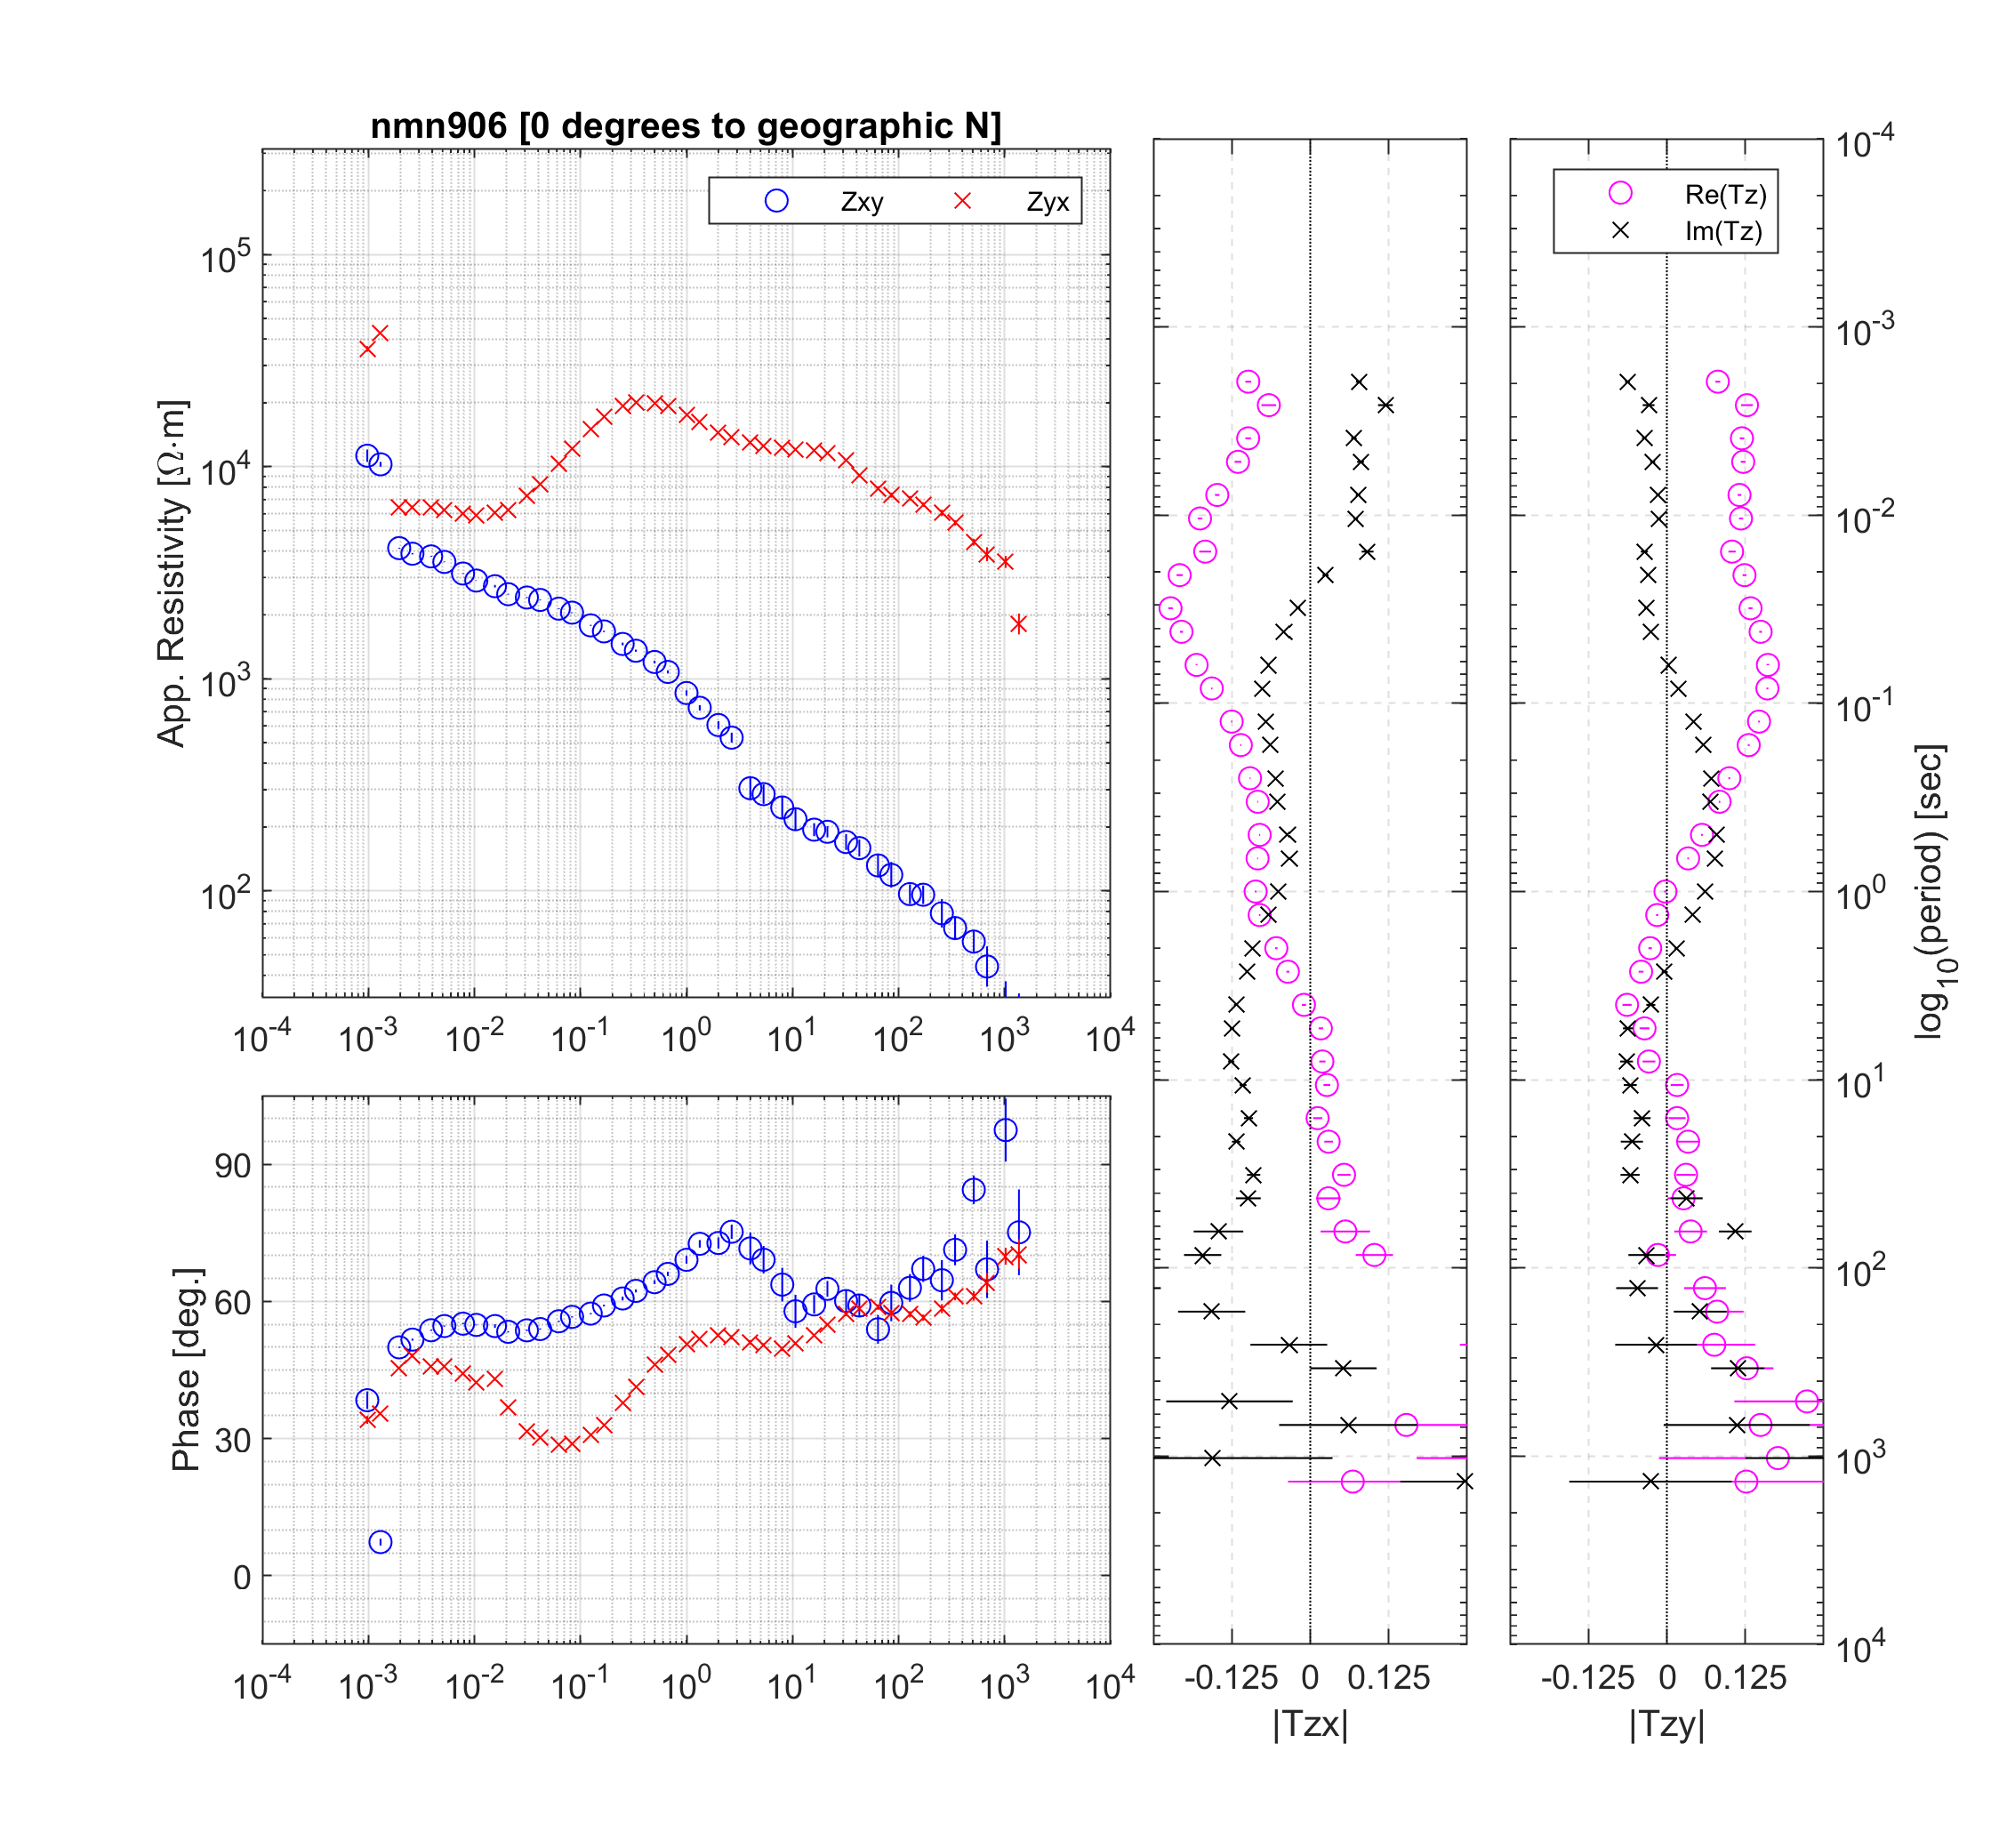 nmn906 [0 degrees to geographic N]
Zxy Zyx
App. Resistivity [Ω·m]
10^5
10^4
10^3
10^2
10^-4 10^-3 10^-2 10^-1 10^0 10^1 10^2 10^3 10^4
Phase [deg.]
90
60
30
0
10^-4 10^-3 10^-2 10^-1 10^0 10^1 10^2 10^3 10^4
-0.125 0 0.125
|Tzx|
Re(Tz)
Im(Tz)
-0.125 0 0.125
|Tzy|
10^-4
10^-3
10^-2
10^-1
10^0
10^1
10^2
10^3
10^4
log10(period) [sec]